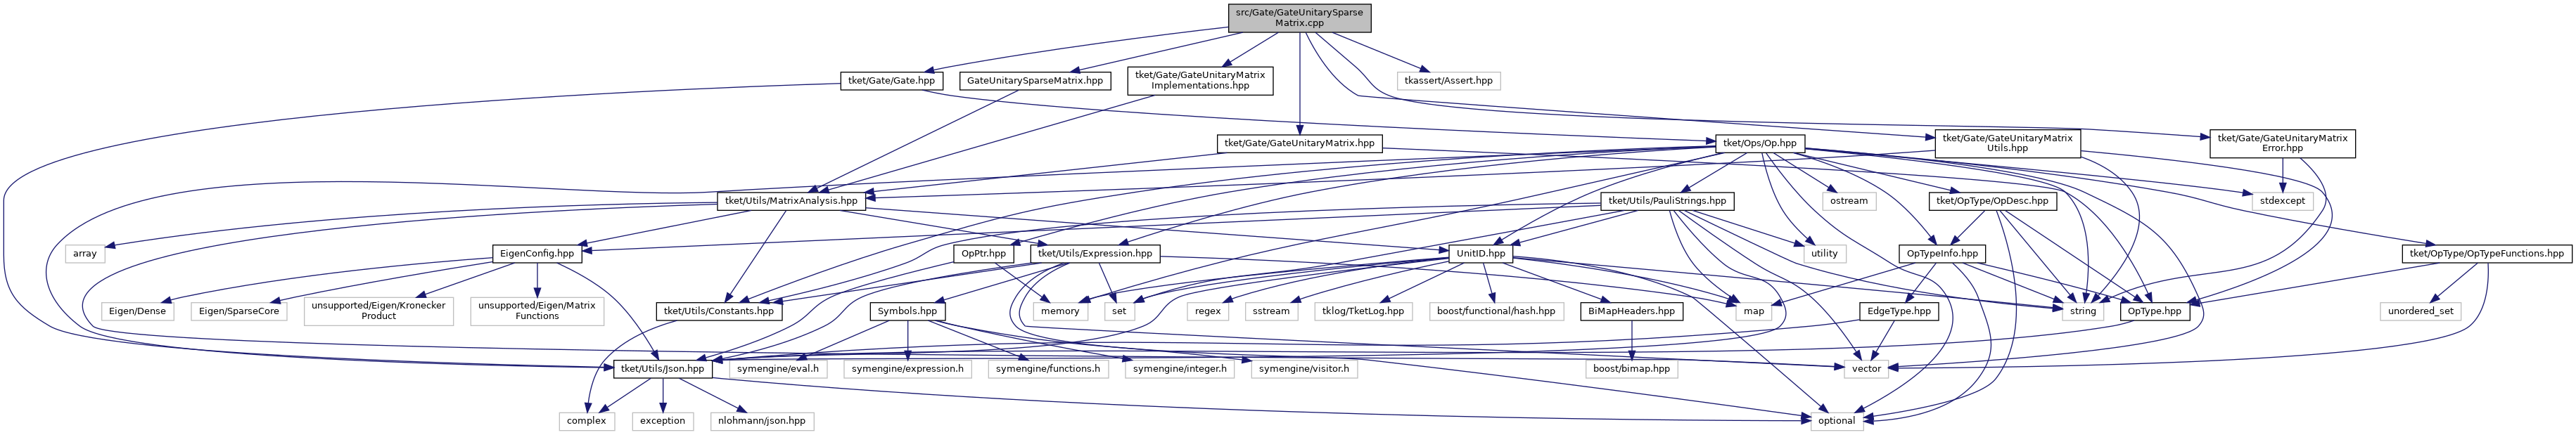 src/Gate/GateUnitarySparse
Matrix.cpp
tket/Gate/Gate.hpp
GateUnitarySparseMatrix.hpp
tket/Gate/GateUnitaryMatrix
Implementations.hpp
tkassert/Assert.hpp
tket/Gate/GateUnitaryMatrix.hpp
tket/Ops/Op.hpp
tket/Gate/GateUnitaryMatrix
Utils.hpp
tket/Gate/GateUnitaryMatrix
Error.hpp
tket/Utils/MatrixAnalysis.hpp
tket/Utils/PauliStrings.hpp
ostream
tket/OpType/OpDesc.hpp
stdexcept
array
EigenConfig.hpp
OpPtr.hpp
tket/Utils/Expression.hpp
UnitID.hpp
utility
OpTypeInfo.hpp
tket/OpType/OpTypeFunctions.hpp
Eigen/Dense
Eigen/SparseCore
unsupported/Eigen/Kronecker
Product
unsupported/Eigen/Matrix
Functions
tket/Utils/Constants.hpp
Symbols.hpp
memory
set
regex
sstream
tklog/TketLog.hpp
boost/functional/hash.hpp
BiMapHeaders.hpp
map
EdgeType.hpp
string
OpType.hpp
unordered_set
tket/Utils/Json.hpp
symengine/eval.h
symengine/expression.h
symengine/functions.h
symengine/integer.h
symengine/visitor.h
boost/bimap.hpp
vector
complex
exception
nlohmann/json.hpp
optional